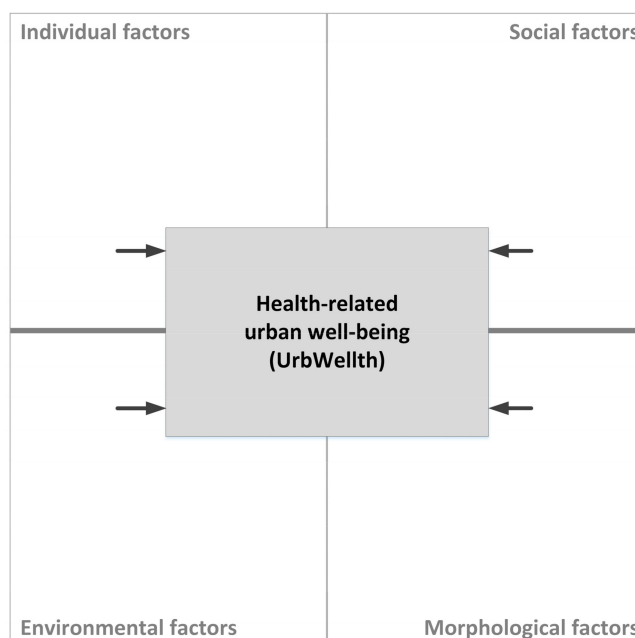 Individual factors
Social factors
Health-related
urban well-being
(UrbWellth)
Environmental factors
Morphological factors